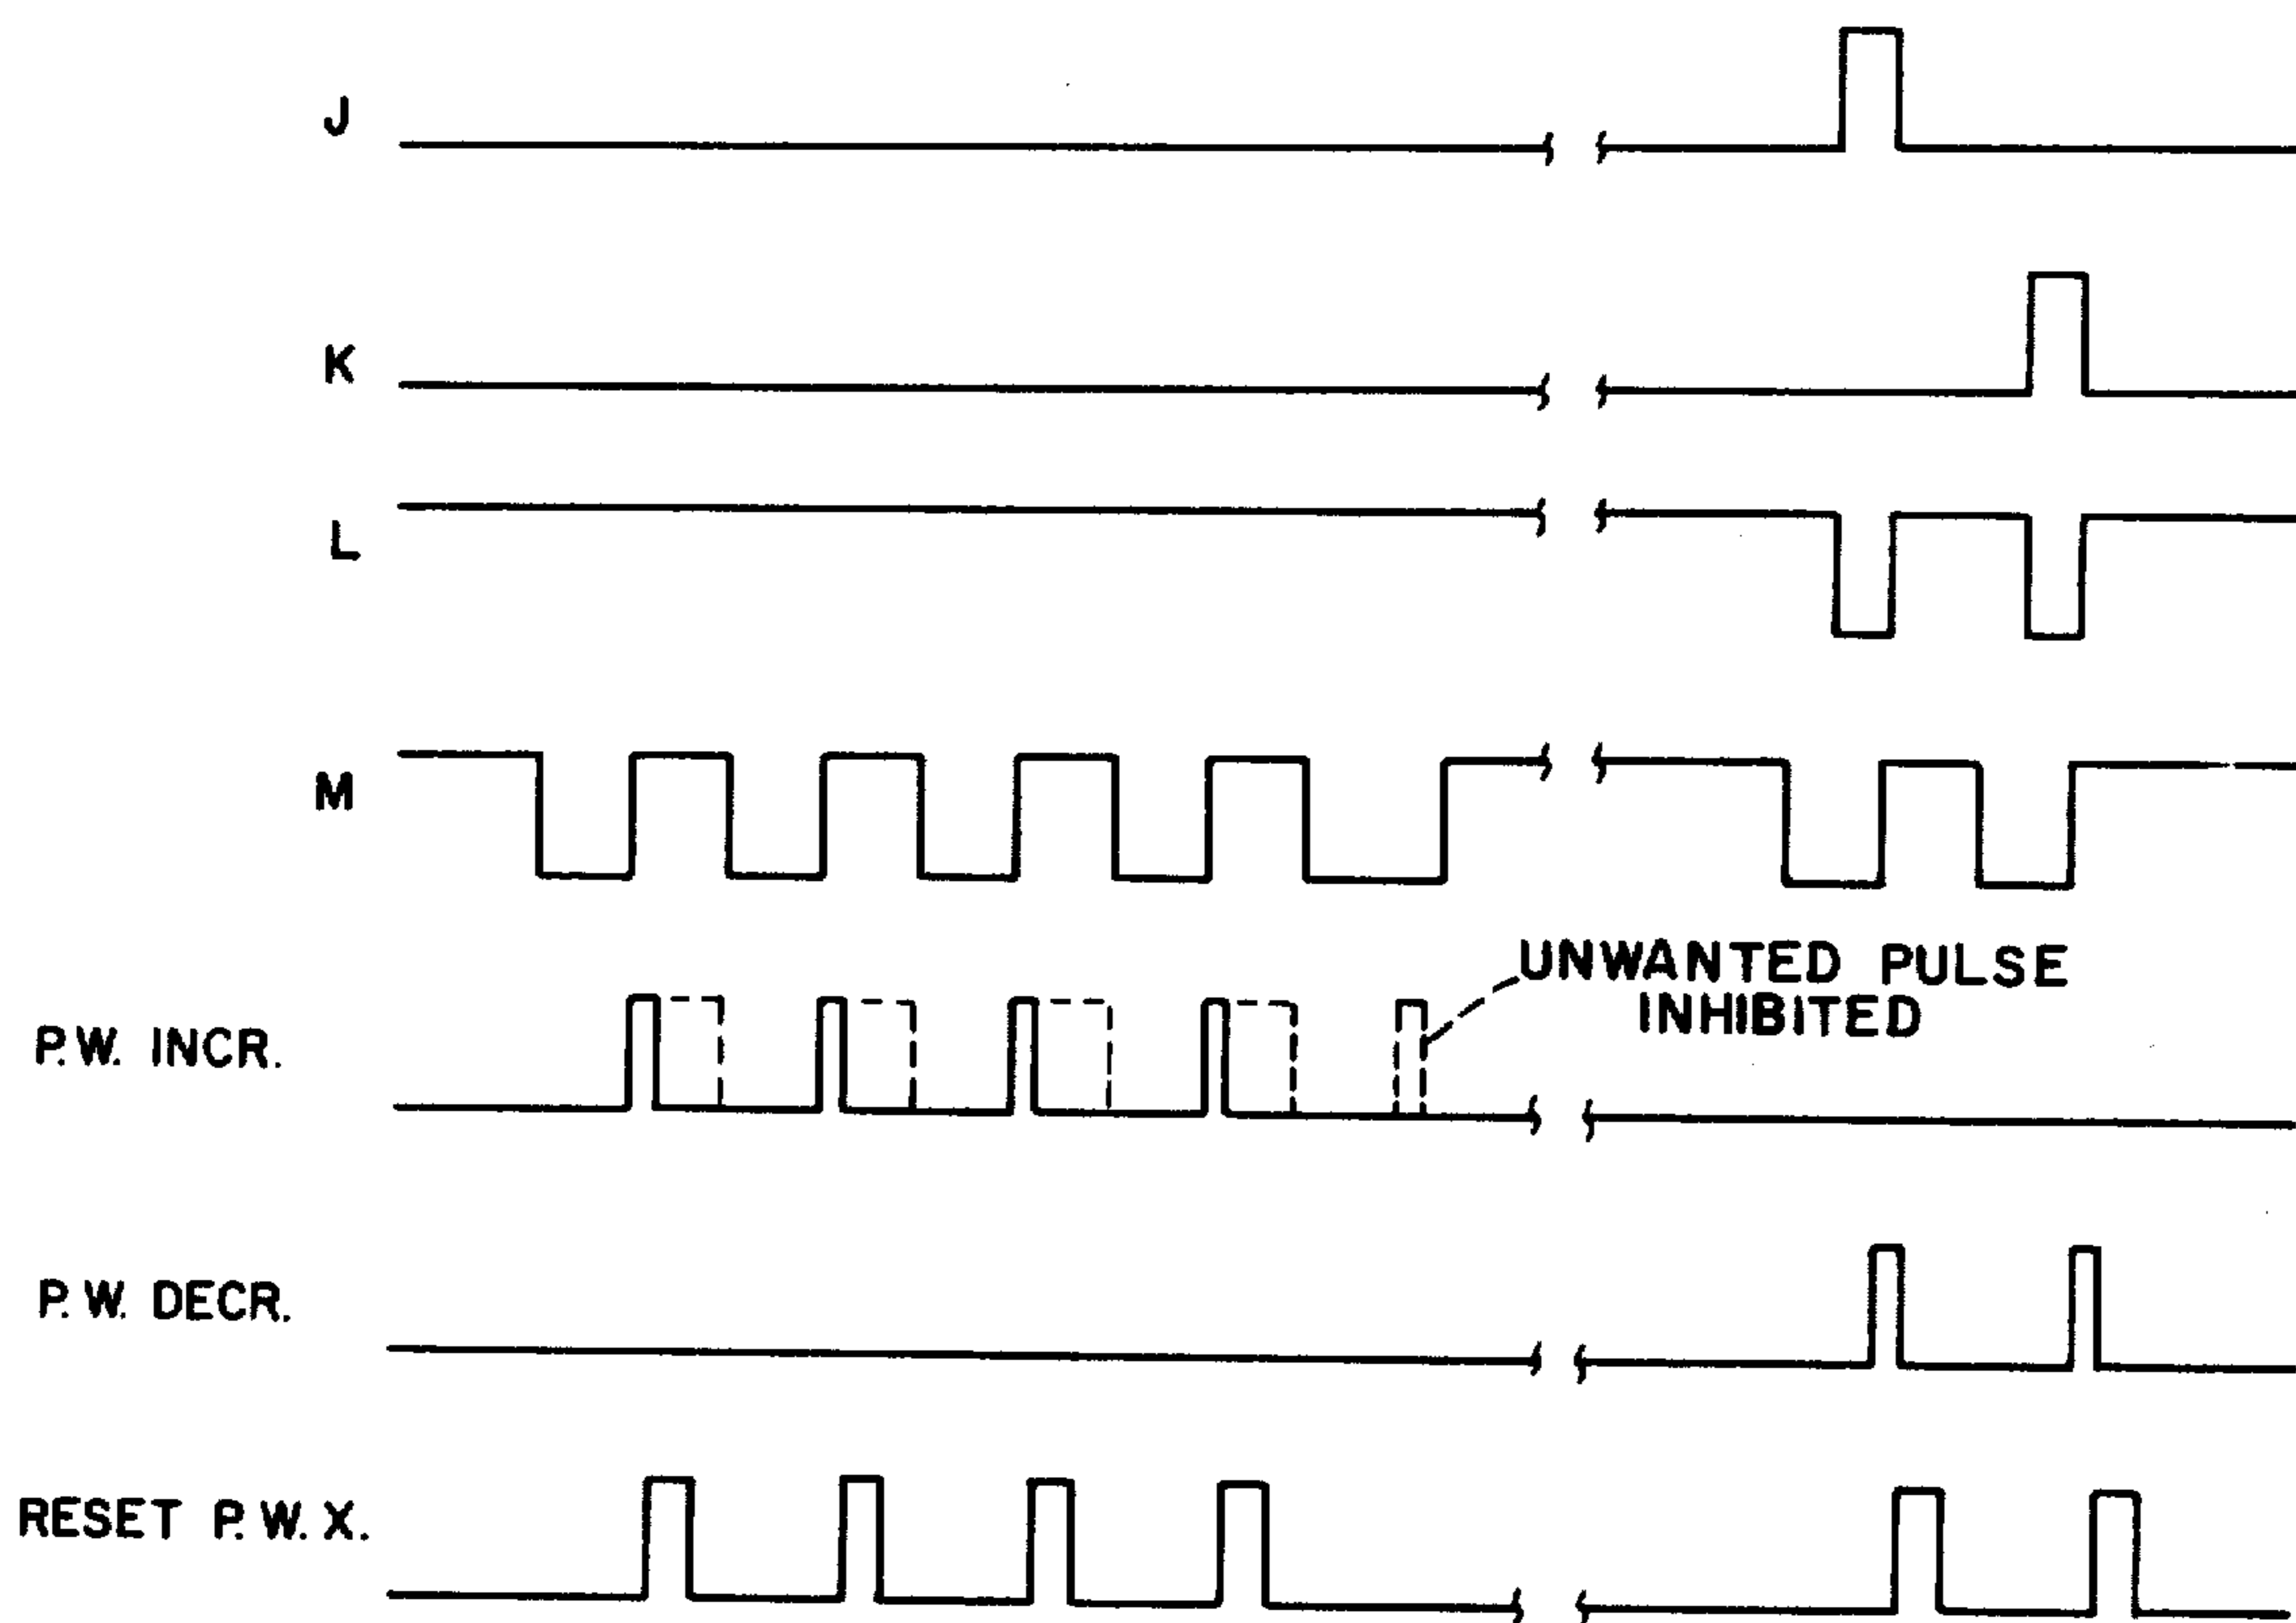 J
K
L
M
UNWANTED PULSE
INHIBITED
P.W. INCR.
P.W. DECR.
RESET P.W.X.